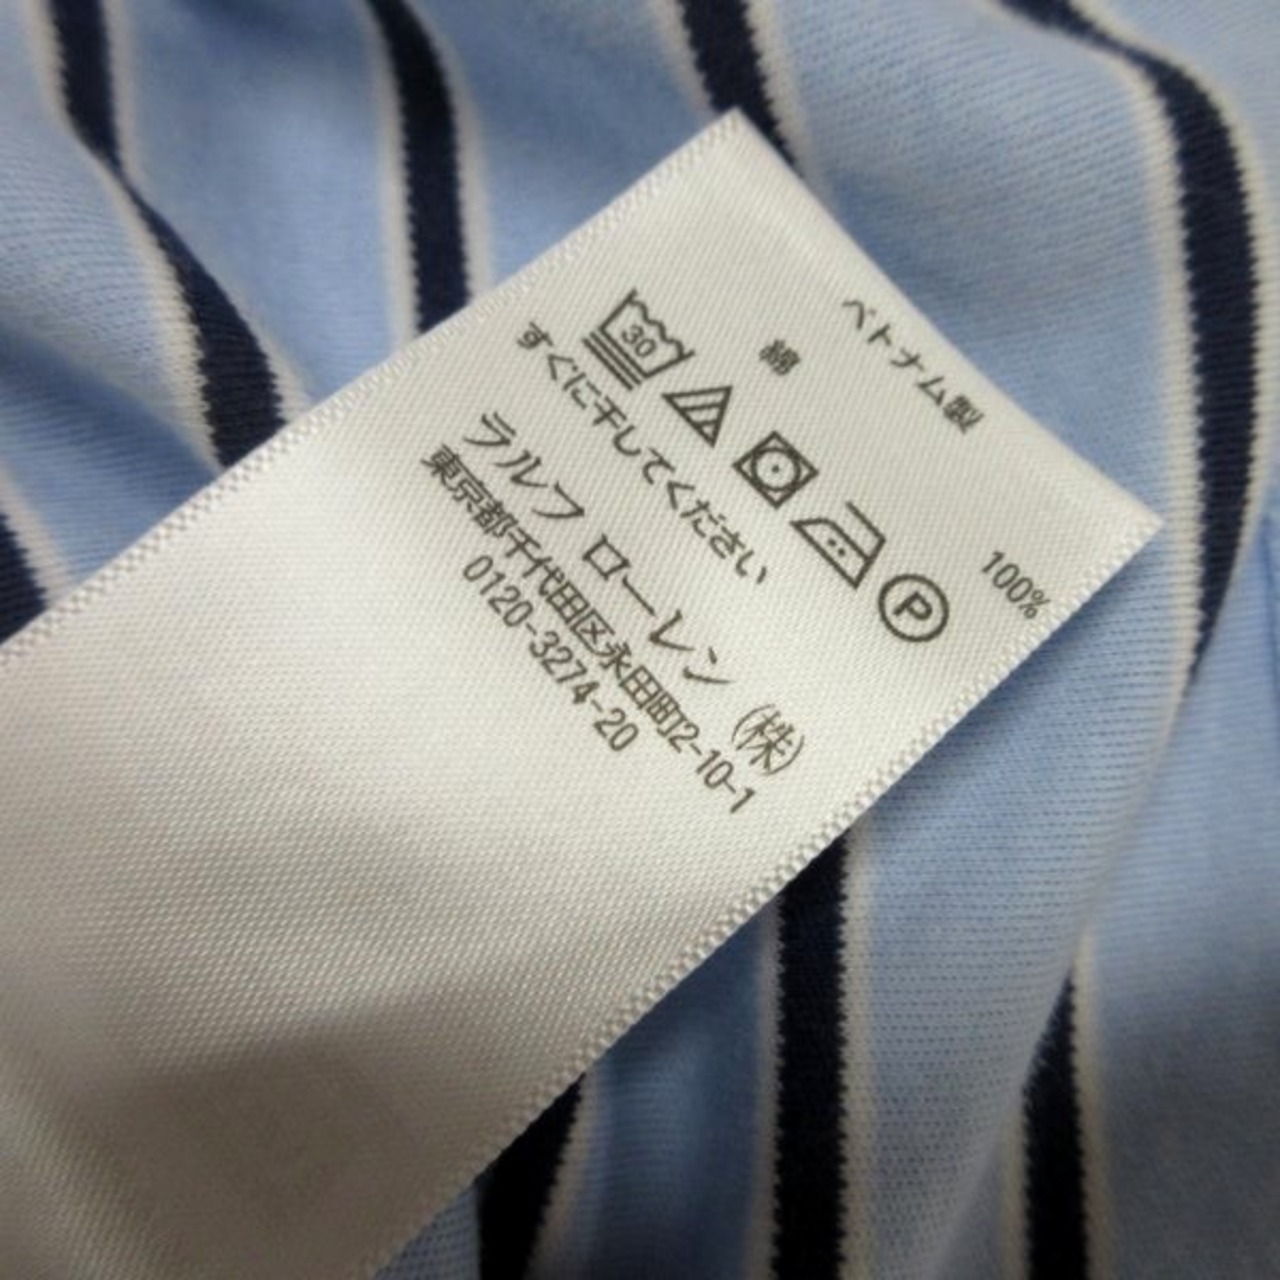 ベトナム製
綿 100%
30
P
すぐに干してください
ラルフ ローレン (株)
東京都千代田区永田町2-10-1
0120-3274-20